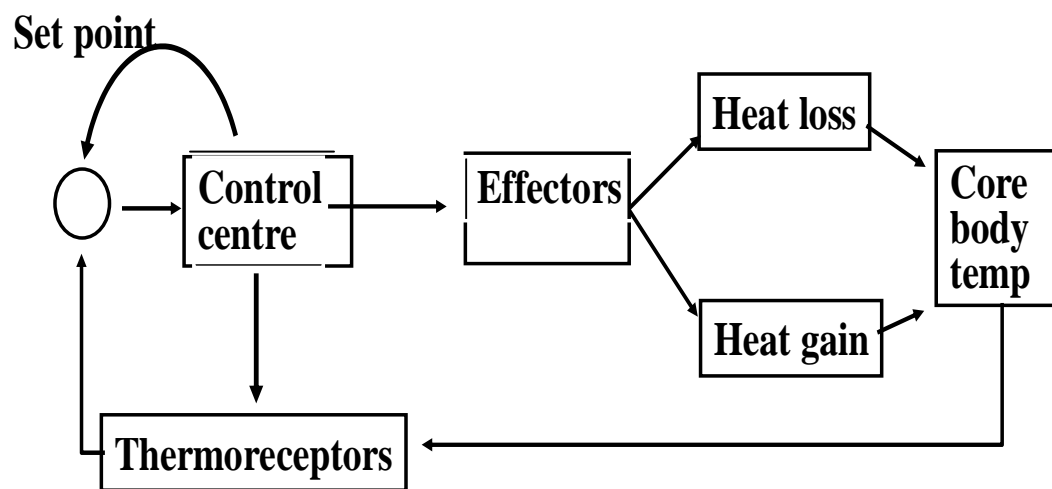 Set point
Heat loss
Control
centre
Effectors
Core
body
temp
Heat gain
Thermoreceptors